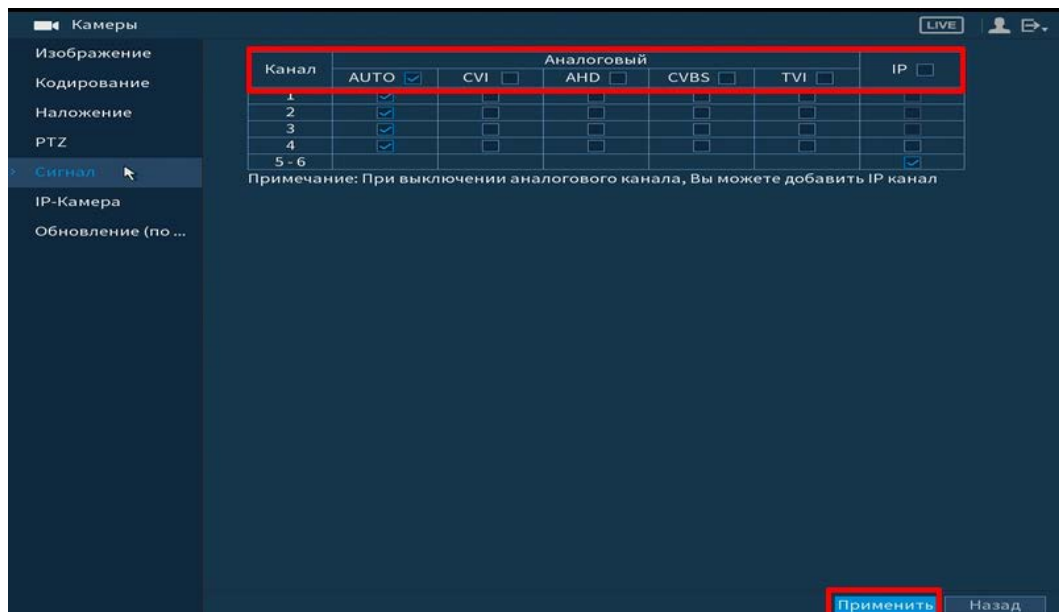 Камеры
LIVE
Изображение
Кодирование
Наложение
PTZ
Сигнал
IP-Камера
Обновление (по ...
Канал Аналоговый IP
AUTO CVI AHD CVBS TVI
1
2
3
4
5 - 6
Примечание: При выключении аналогового канала, Вы можете добавить IP канал
Применить Назад